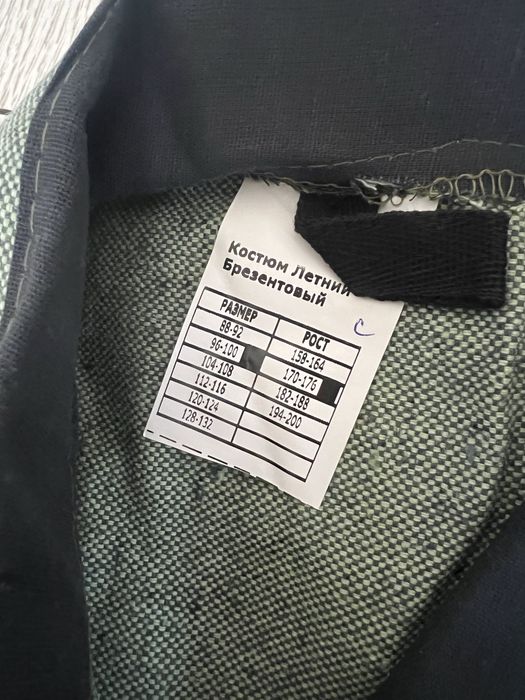 Костюм Летний
Брезентовый
с
РАЗМЕР РОСТ
88-92 158-164
96-100 170-176
104-108 182-188
112-116 194-200
120-124
128-132